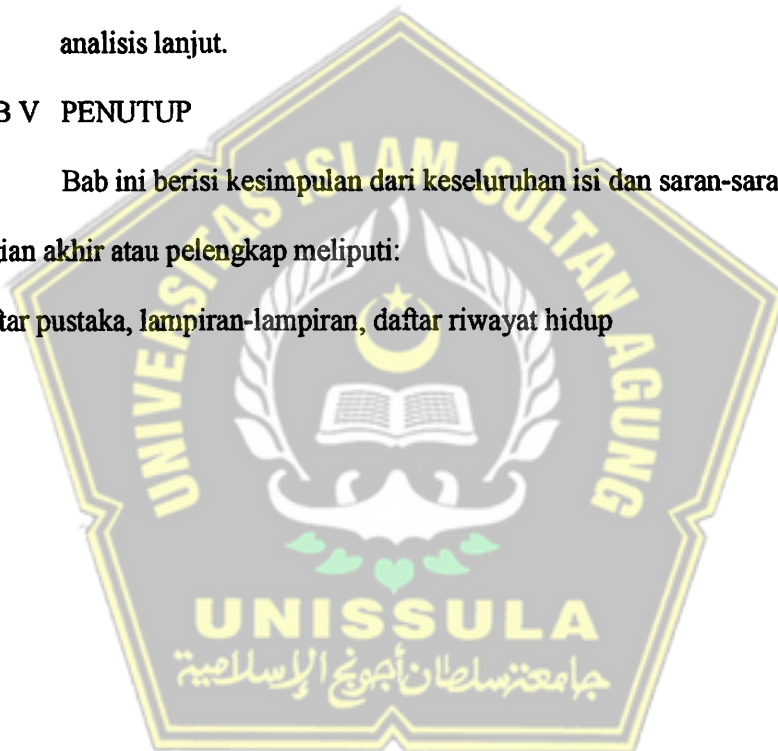 analisis lanjut.
B V PENUTUP
Bab ini berisi kesimpulan dari keseluruhan isi dan saran-sara
ian akhir atau pelengkap meliputi:
tar pustaka, lampiran-lampiran, daftar riwayat hidup
UNIVERSITAS ISLAM SULTAN AGUNG
UNISSULA
جامعة سلطان أجونج الإسلامية